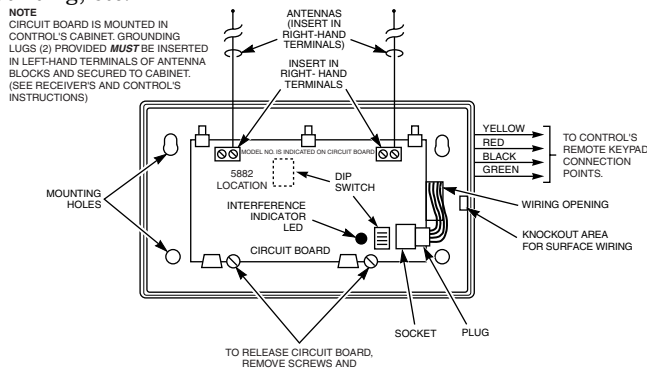 NOTE
CIRCUIT BOARD IS MOUNTED IN
CONTROL'S CABINET. GROUNDING
LUGS (2) PROVIDED MUST BE INSERTED
IN LEFT-HAND TERMINALS OF ANTENNA
BLOCKS AND SECURED TO CABINET.
(SEE RECEIVER'S AND CONTROL'S
INSTRUCTIONS)
ANTENNAS
(INSERT IN
RIGHT-HAND
TERMINALS)
INSERT IN
RIGHT- HAND
TERMINALS
MODEL NO. IS INDICATED ON CIRCUIT BOARD
5882
LOCATION
DIP
SWITCH
INTERFERENCE
INDICATOR
LED
CIRCUIT BOARD
MOUNTING
HOLES
YELLOW
RED
BLACK
GREEN
TO CONTROL'S
REMOTE KEYPAD
CONNECTION
POINTS.
WIRING OPENING
KNOCKOUT AREA
FOR SURFACE WIRING
SOCKET
PLUG
TO RELEASE CIRCUIT BOARD,
REMOVE SCREWS AND